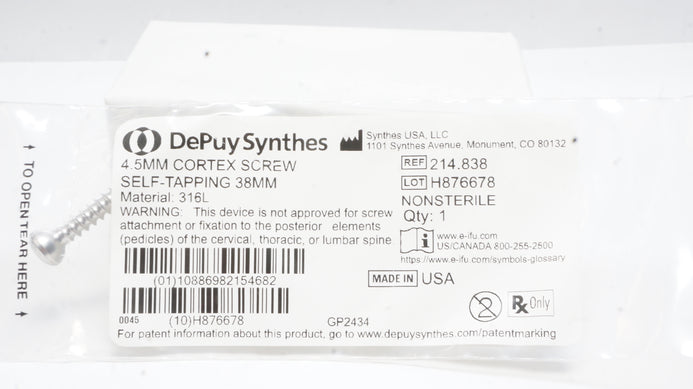 ↑ TO OPEN TEAR HERE ↑
DePuy Synthes
4.5MM CORTEX SCREW
SELF-TAPPING 38MM
Material: 316L
WARNING: This device is not approved for screw
attachment or fixation to the posterior elements
(pedicles) of the cervical, thoracic, or lumbar spine.
(01)10886982154682
0045
(10)H876678
GP2434
For patent information about this product, go to www.depuysynthes.com/patentmarking
Synthes USA, LLC
1101 Synthes Avenue, Monument, CO 80132
REF 214.838
LOT H876678
NONSTERILE
Qty: 1
www.e-ifu.com
US/CANADA 800-255-2500
https://www.e-ifu.com/symbols-glossary
MADE IN USA
2
Rx Only